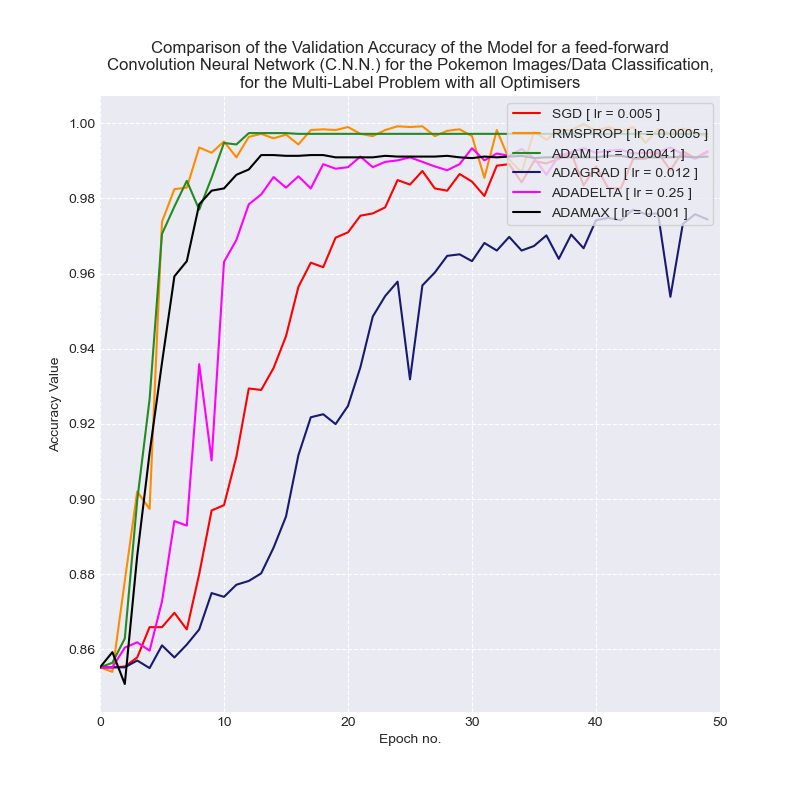 Comparison of the Validation Accuracy of the Model for a feed-forward
Convolution Neural Network (C.N.N.) for the Pokemon Images/Data Classification,
for the Multi-Label Problem with all Optimisers
Accuracy Value
1.00
0.98
0.96
0.94
0.92
0.90
0.88
0.86
SGD [ lr = 0.005 ]
RMSPROP [ lr = 0.0005 ]
ADAM [ lr = 0.00041 ]
ADAGRAD [ lr = 0.012 ]
ADADELTA [ lr = 0.25 ]
ADAMAX [ lr = 0.001 ]
0 10 20 30 40 50
Epoch no.